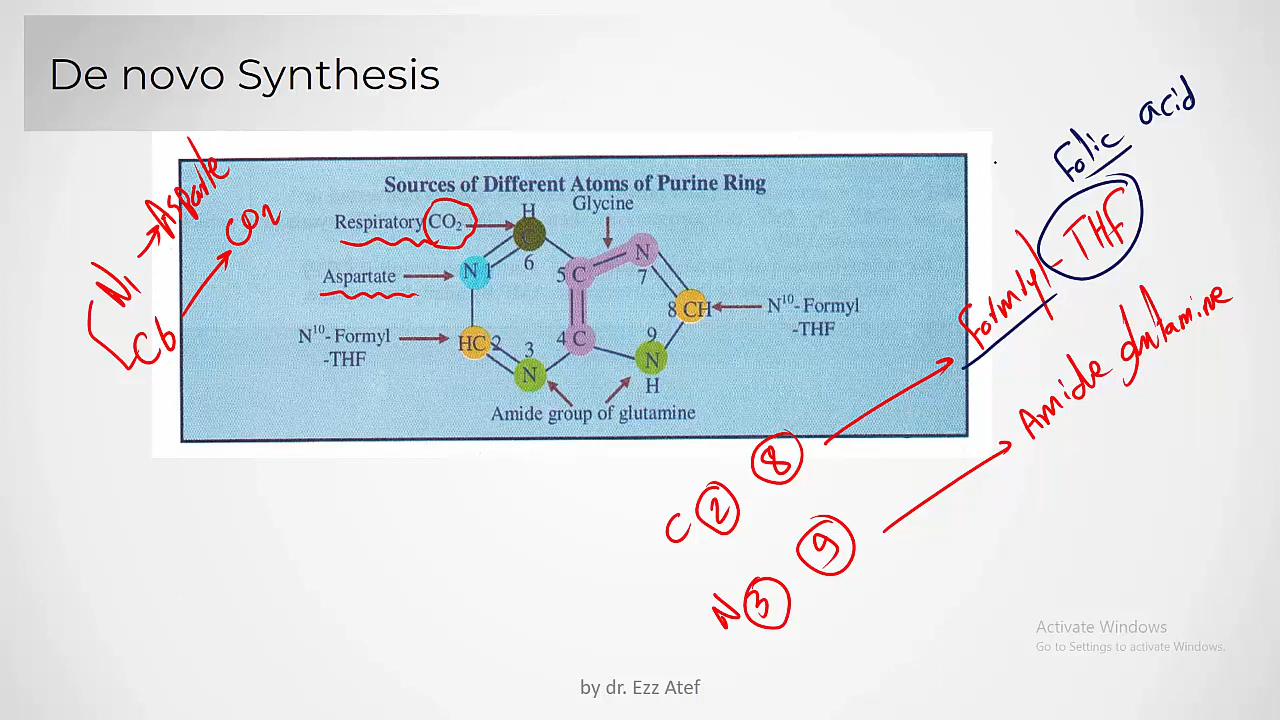 De novo Synthesis
Folic acid
Formyl-THF
Amide glutamine
N1 → Asparte
C6 CO2
Sources of Different Atoms of Purine Ring
Respiratory CO2
Glycine
H
C
6
Aspartate
N 1
5 C
N
7
N10-Formyl
-THF
HC 2
3
N
4 C
9
N
H
8 CH
N10-Formyl
-THF
Amide group of glutamine
C 2 8
N 3 9
Activate Windows
Go to Settings to activate Windows.
by dr. Ezz Atef